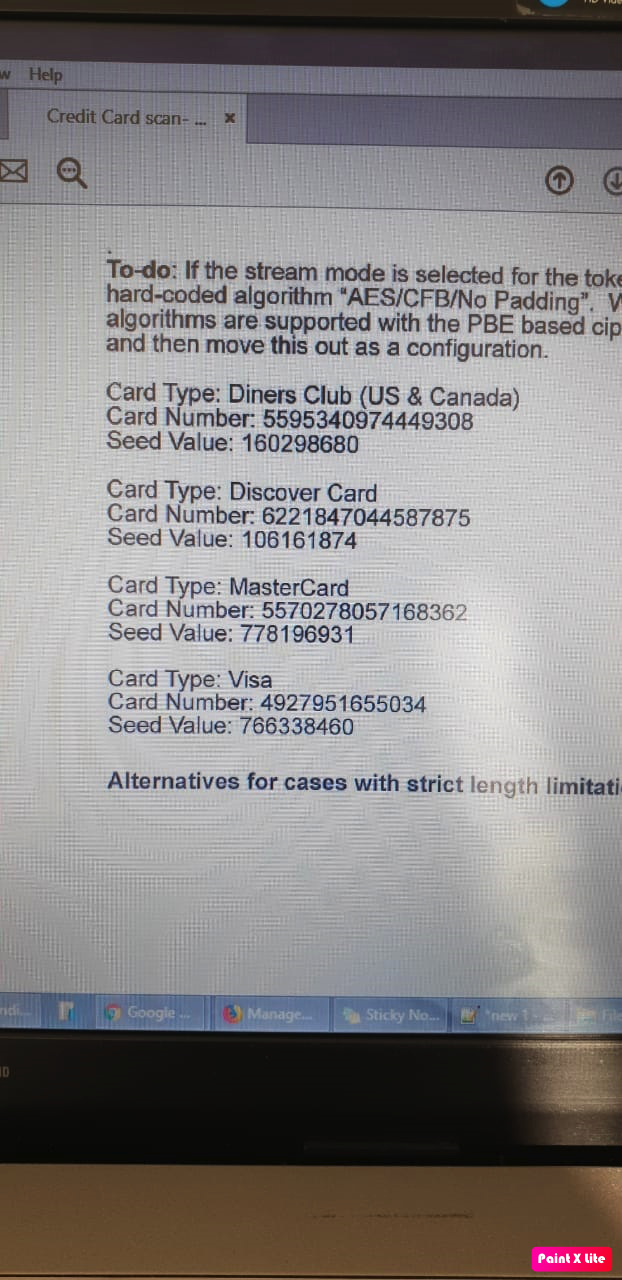 w Help
Credit Card scan- ... x
To-do: If the stream mode is selected for the toke
hard-coded algorithm “AES/CFB/No Padding”.
algorithms are supported with the PBE based cip
and then move this out as a configuration.
Card Type: Diners Club (US & Canada)
Card Number: 5595340974449308
Seed Value: 160298680
Card Type: Discover Card
Card Number: 6221847044587875
Seed Value: 106161874
Card Type: MasterCard
Card Number: 5570278057168362
Seed Value: 778196931
Card Type: Visa
Card Number: 4927951655034
Seed Value: 766338460
Alternatives for cases with strict length limitati
Google ... Manage... Sticky No... *new 1 - ... File
Paint X lite